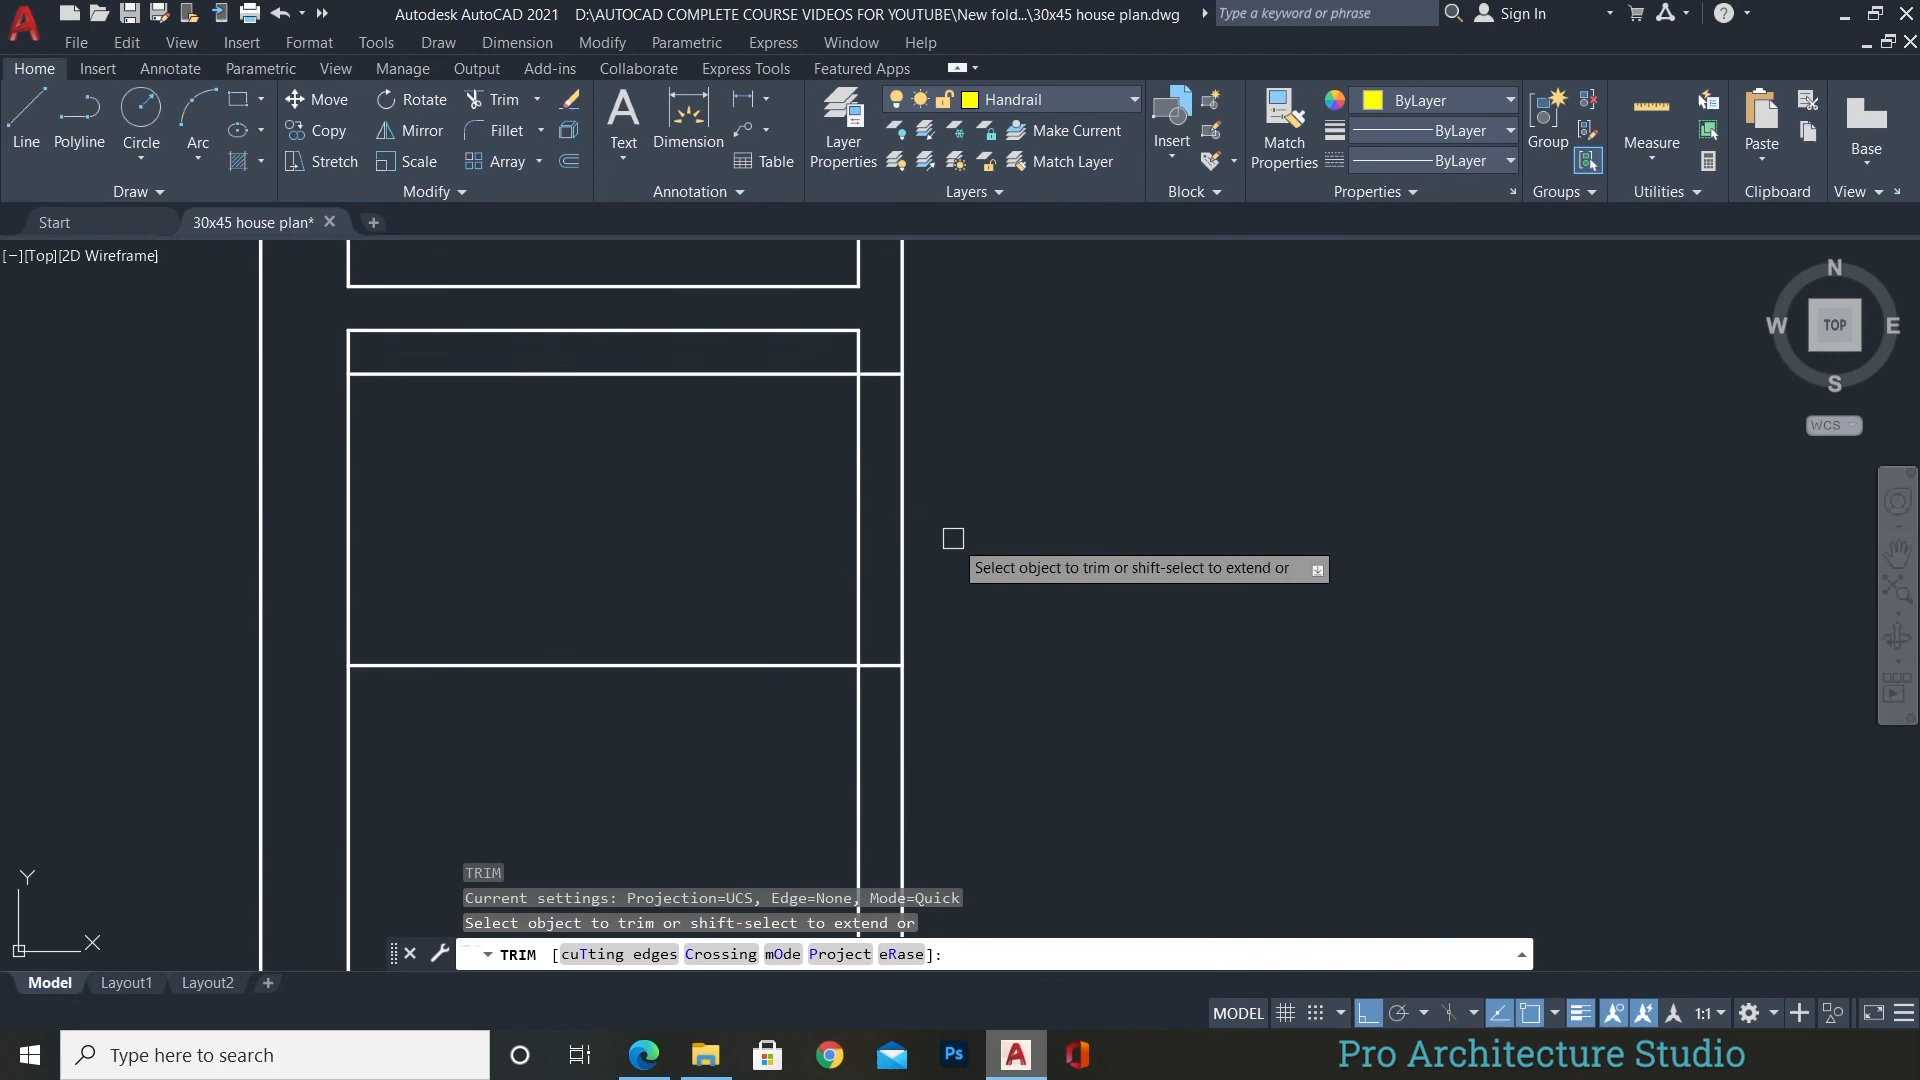 Autodesk AutoCAD 2021 D:\AUTOCAD COMPLETE COURSE VIDEOS FOR YOUTUBE\New fold...\30x45 house plan.dwg Type a keyword or phrase Sign In
File Edit View Insert Format Tools Draw Dimension Modify Parametric Express Window Help
Home Insert Annotate Parametric View Manage Output Add-ins Collaborate Express Tools Featured Apps
Move Rotate Trim Handrail ByLayer
Line Polyline Circle Arc Copy Mirror Fillet Text Dimension Layer Properties Make Current Insert Match Properties ByLayer Group Measure Paste Base
Stretch Scale Array Table Match Layer ByLayer
Draw Modify Annotation Layers Block Properties Groups Utilities Clipboard View
Start 30x45 house plan*
[−][Top][2D Wireframe]
N
W TOP E
S
WCS
Select object to trim or shift-select to extend or
Y
X
TRIM
Current settings: Projection=UCS, Edge=None, Mode=Quick
Select object to trim or shift-select to extend or
TRIM [cuTting edges Crossing mOde Project eRase]:
Model Layout1 Layout2
MODEL 1:1
Type here to search Ps Pro Architecture Studio